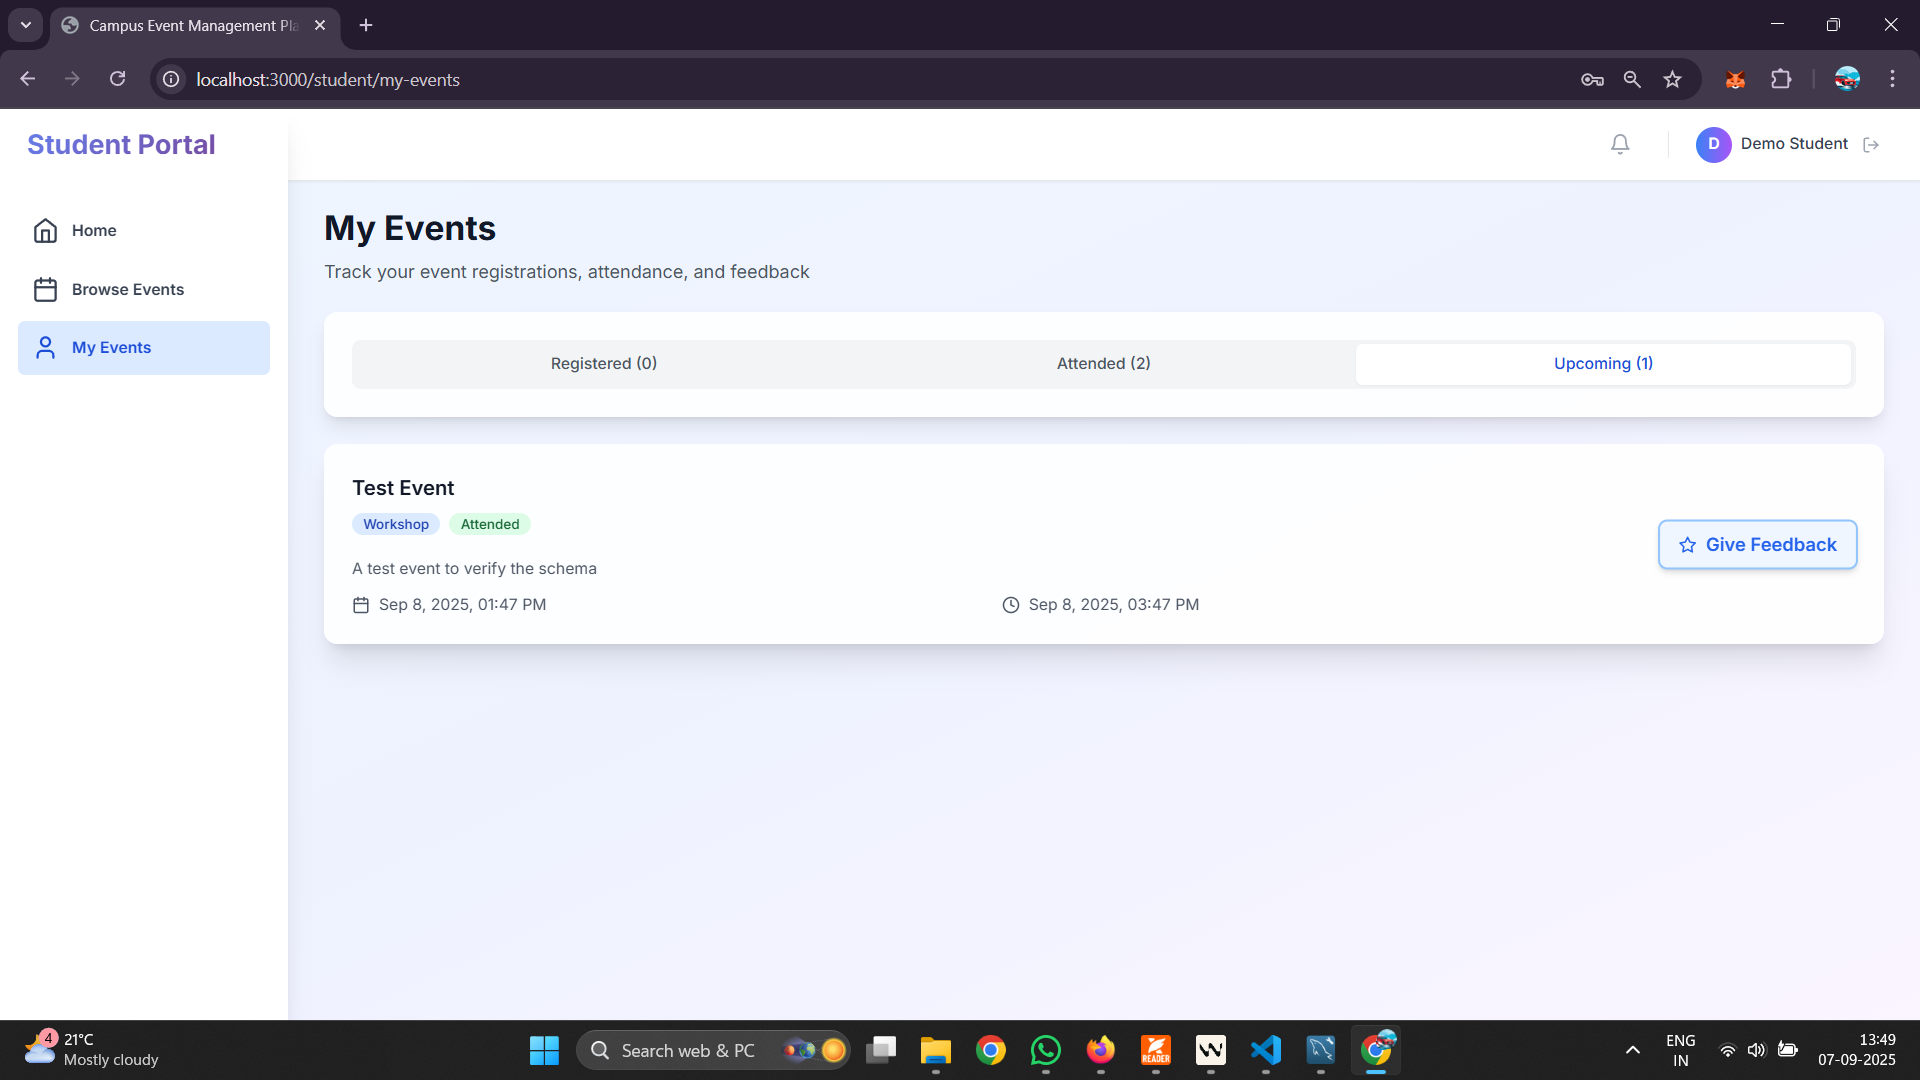 Campus Event Management Pla
localhost:3000/student/my-events
Student Portal
D
Demo Student
Home
Browse Events
My Events
My Events
Track your event registrations, attendance, and feedback
Registered (0)
Attended (2)
Upcoming (1)
Test Event
Workshop
Attended
A test event to verify the schema
Sep 8, 2025, 01:47 PM
Sep 8, 2025, 03:47 PM
Give Feedback
4
21°C
Mostly cloudy
Search web & PC
READER
ENG
IN
13:49
07-09-2025